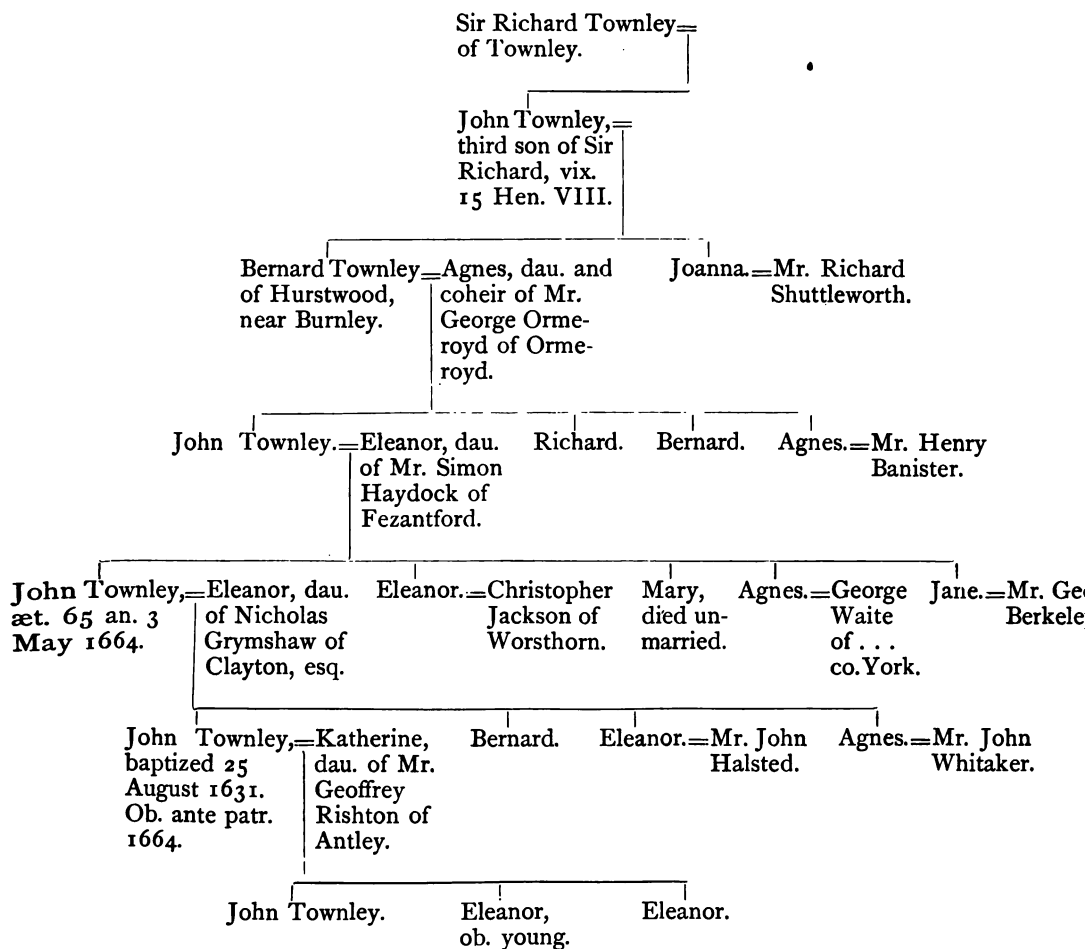 Sir Richard Townley=
of Townley.
John Townley,=
third son of Sir
Richard, vix.
15 Hen. VIII.
Bernard Townley=Agnes, dau. and
of Hurstwood, coheir of Mr.
near Burnley. George Orme-
royd of Orme-
royd.
Joanna.=Mr. Richard
Shuttleworth.
John Townley.=Eleanor, dau.
of Mr. Simon
Haydock of
Fezantford.
Richard.
Bernard.
Agnes.=Mr. Henry
Banister.
John Townley,=Eleanor, dau.
æt. 65 an. 3 of Nicholas
May 1664. Grymshaw of
Clayton, esq.
Eleanor.=Christopher
Jackson of
Worsthorn.
Mary,
died un-
married.
Agnes.=George
Waite
of ...
co. York.
Jane.=Mr. Geo
Berkele
John Townley,=Katherine,
baptized 25 dau. of Mr.
August 1631. Geoffrey
Ob. ante patr. Rishton of
1664. Antley.
Bernard.
Eleanor.=Mr. John
Halsted.
Agnes.=Mr. John
Whitaker.
John Townley.
Eleanor,
ob. young.
Eleanor.